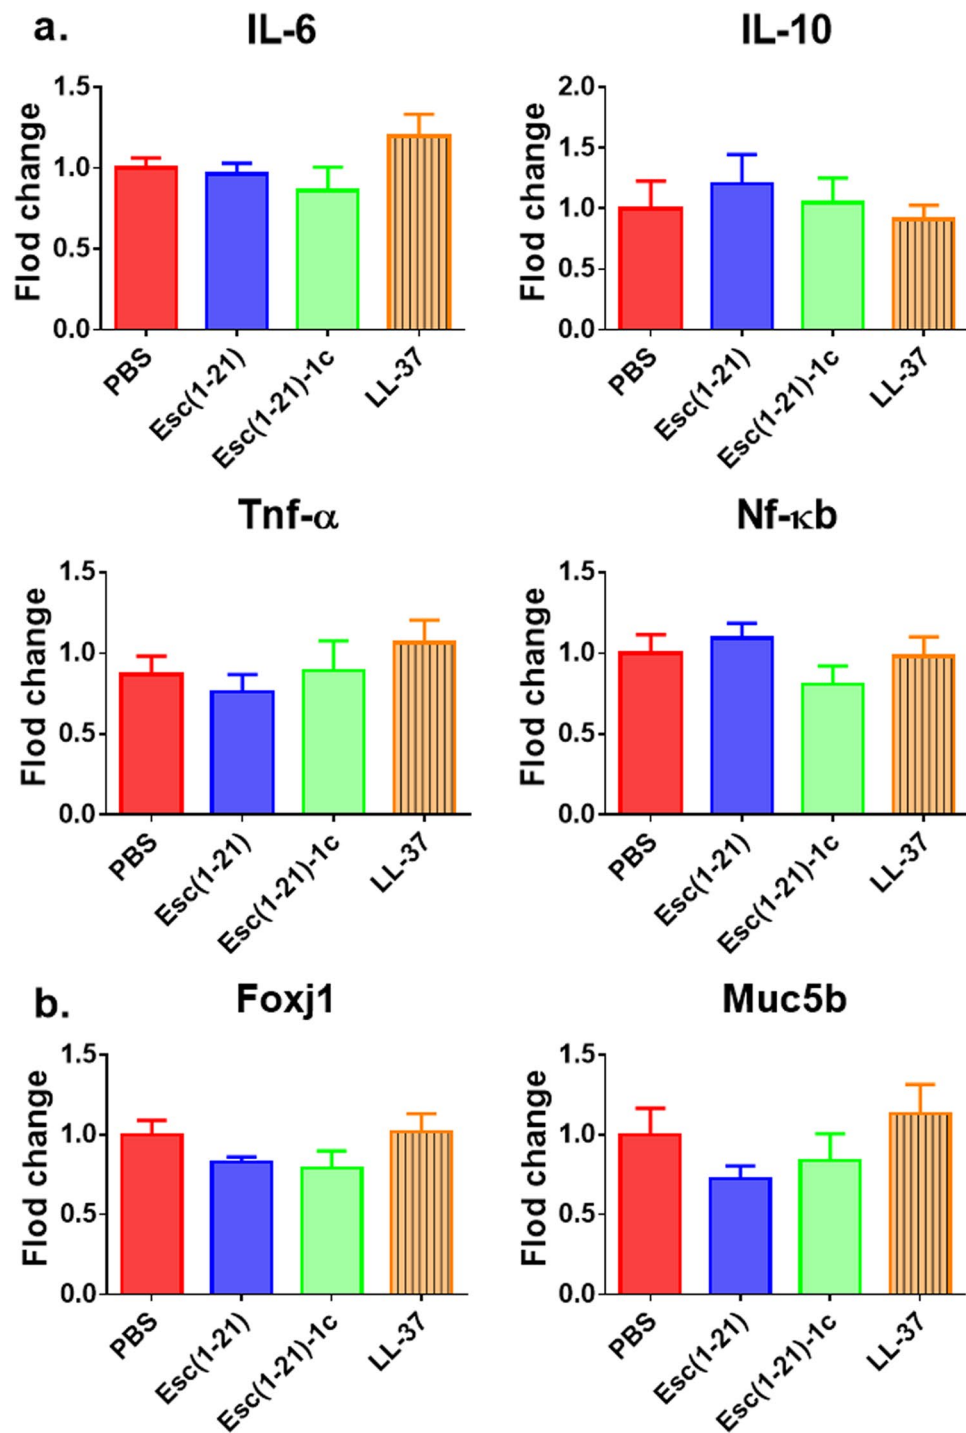 a.
IL-6
Flod change
1.5
1.0
0.5
0.0
PBS
Esc(1-21)
Esc(1-21)-1c
LL-37
IL-10
Flod change
2.0
1.5
1.0
0.5
0.0
PBS
Esc(1-21)
Esc(1-21)-1c
LL-37
Tnf-α
Flod change
1.5
1.0
0.5
0.0
PBS
Esc(1-21)
Esc(1-21)-1c
LL-37
Nf-κb
Flod change
1.5
1.0
0.5
0.0
PBS
Esc(1-21)
Esc(1-21)-1c
LL-37
b.
Foxj1
Flod change
1.5
1.0
0.5
0.0
PBS
Esc(1-21)
Esc(1-21)-1c
LL-37
Muc5b
Flod change
1.5
1.0
0.5
0.0
PBS
Esc(1-21)
Esc(1-21)-1c
LL-37